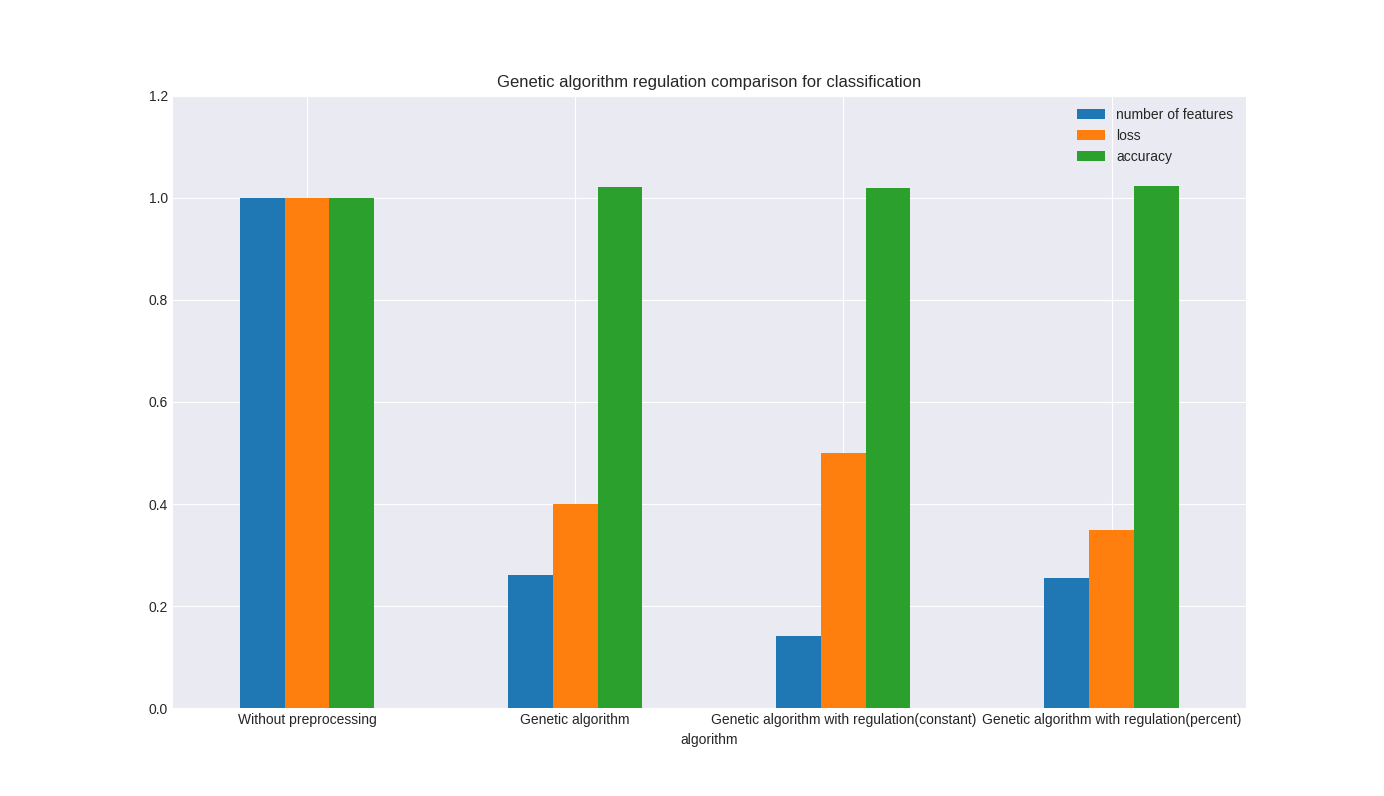 Genetic algorithm regulation comparison for classification
1.2
1.0
0.8
0.6
0.4
0.2
0.0
number of features
loss
accuracy
Without preprocessing
Genetic algorithm
Genetic algorithm with regulation(constant)
Genetic algorithm with regulation(percent)
algorithm